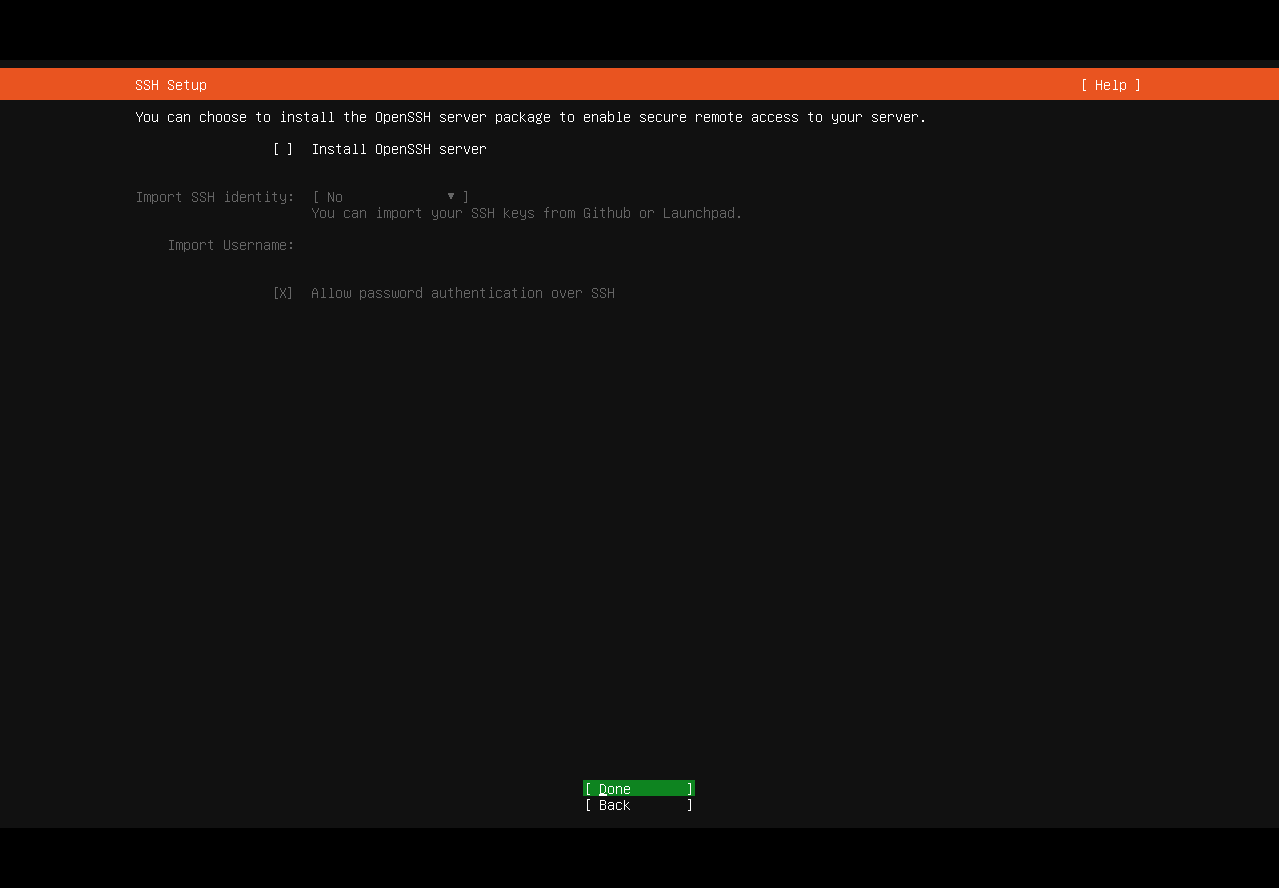 SSH Setup [ Help ]
You can choose to install the OpenSSH server package to enable secure remote access to your server.
[ ] Install OpenSSH server
Import SSH identity: [ No ▼ ]
You can import your SSH keys from Github or Launchpad.
Import Username:
[X] Allow password authentication over SSH
[ Done ]
[ Back ]